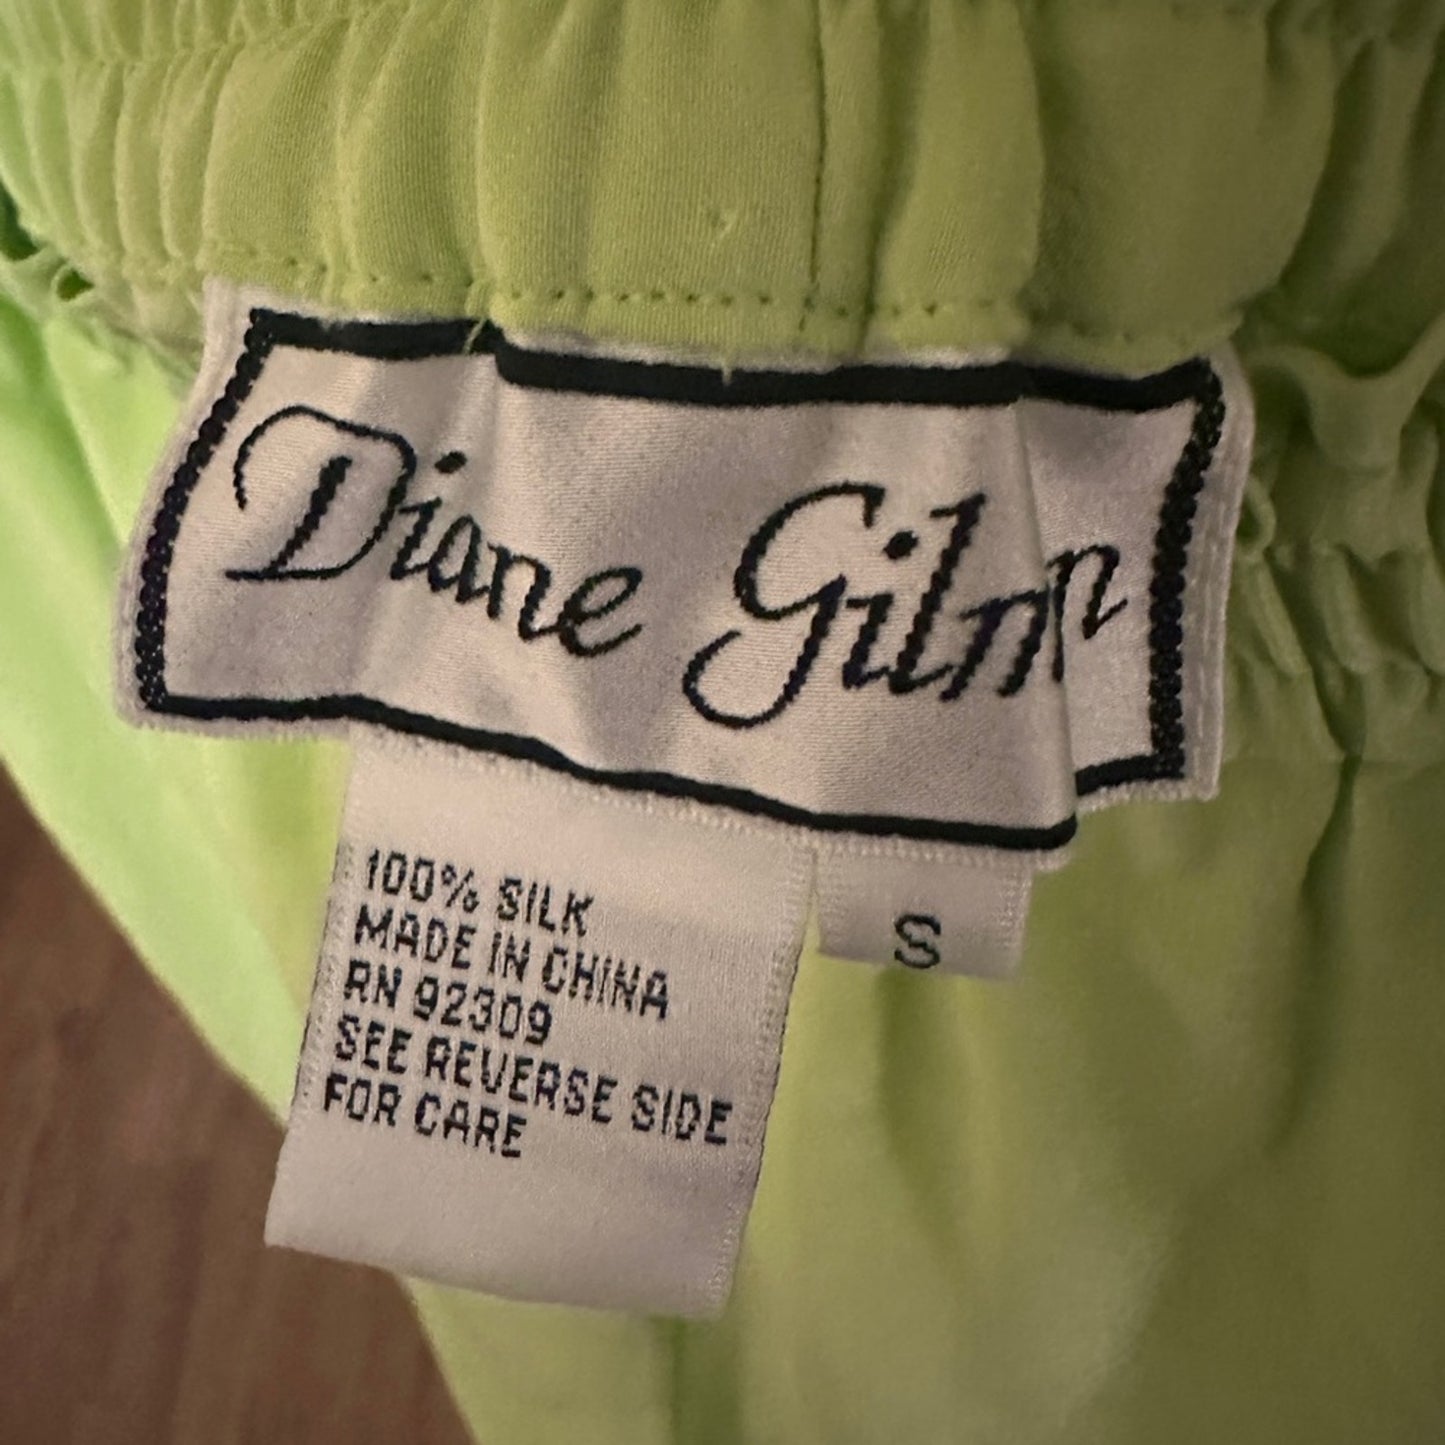 Diane Gilm n
100% SILK
MADE IN CHINA
RN 92309
SEE REVERSE SIDE
FOR CARE
S